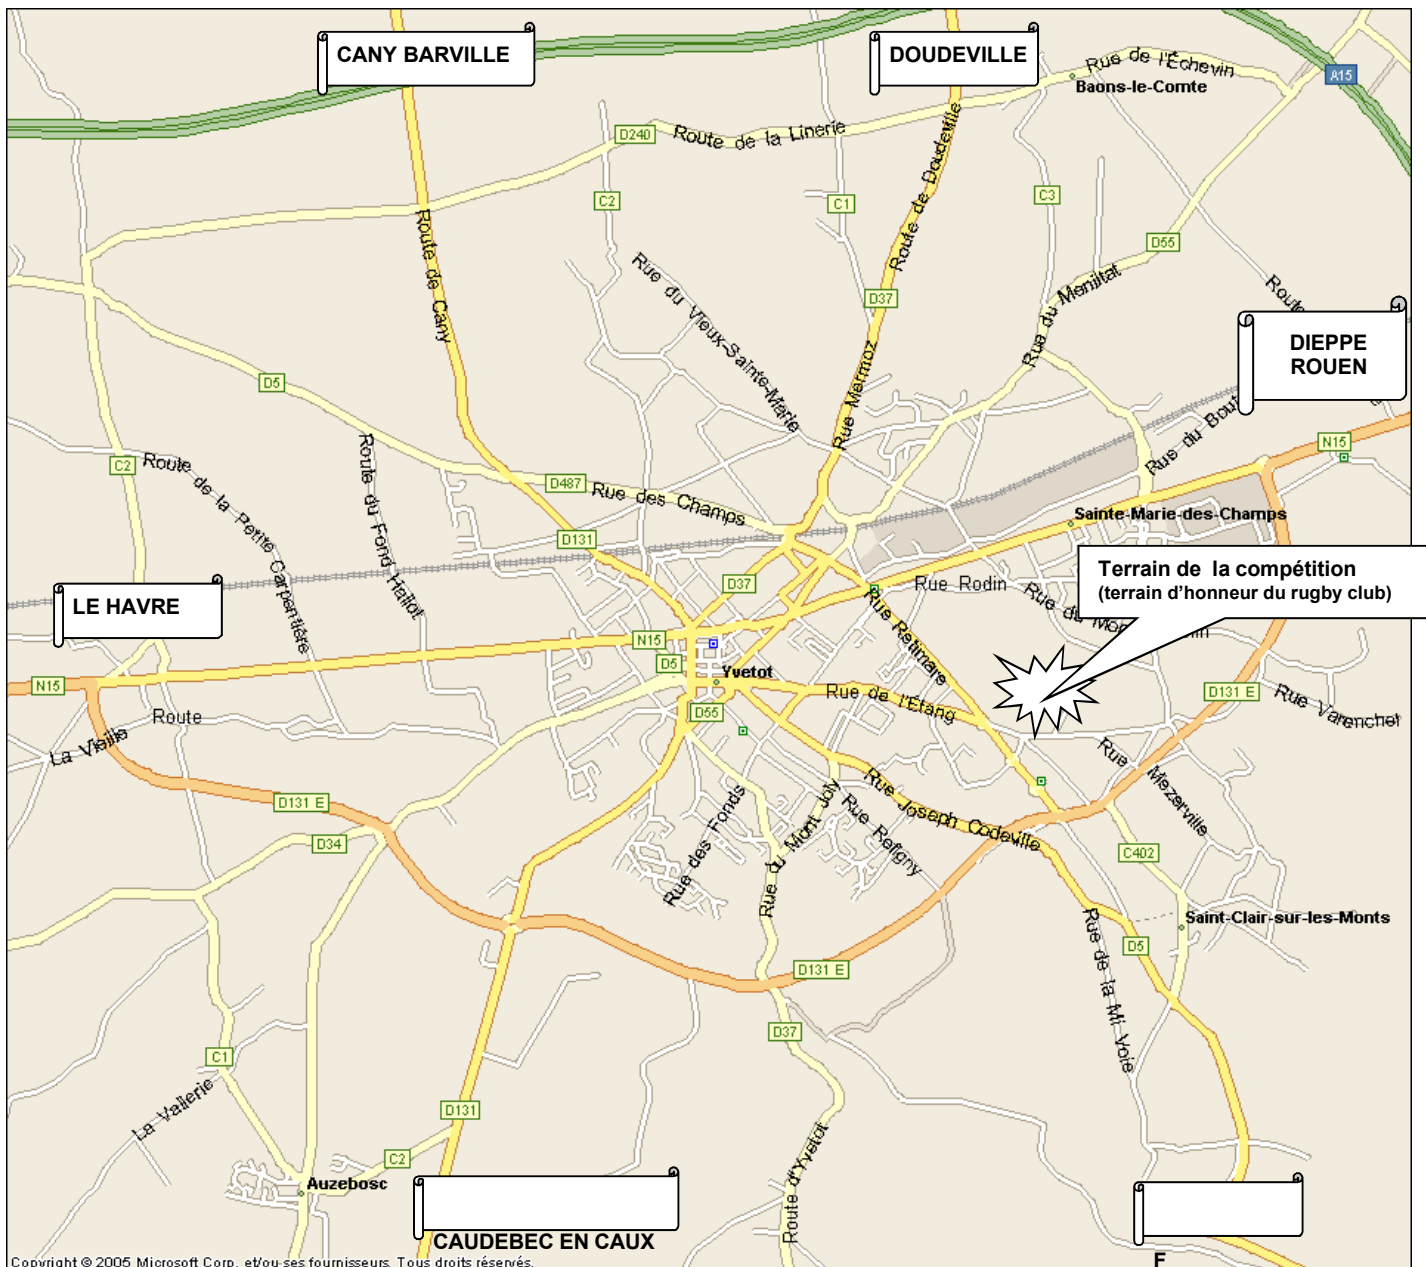 CANY BARVILLE
DOUDEVILLE
Rue de l'Échevin
A15
Baons-le-Comte
D240
Route de la Linerie
Route de Doudeville
C2
C1
C3
D55
Route de Cany
Rue du Vieux-Sainte-Marie
D37
Rue du Menjltat
Route
DIEPPE
ROUEN
D5
Rue Mermoz
Rue du Bout
N15
C2
Route de la Petite Carpentière
Route du Fond Hallot
D487
Rue des Champs
Sainte-Marie-des-Champs
D131
Terrain de la compétition
(terrain d'honneur du rugby club)
LE HAVRE
D37
Rue Rodin
Rue Retimare
N15
D5
Yvetot
N15
Rue de l'Étang
D131 E
Rue Varenchel
D55
Route
La Vieille
Rue Mezerville
D131 E
D34
Rue des Fonds
Rue du Mont Joly
Rue Refigny
Rue Joseph Codeville
C402
Saint-Clair-sur-les-Monts
D5
D131 E
Rue de la Mi Voie
D37
C1
La Vallerie
D131
C2
Auzebosc
Route d'Yvetot
CAUDEBEC EN CAUX
F
Copyright © 2005 Microsoft Corp. et/ou ses fournisseurs. Tous droits réservés.